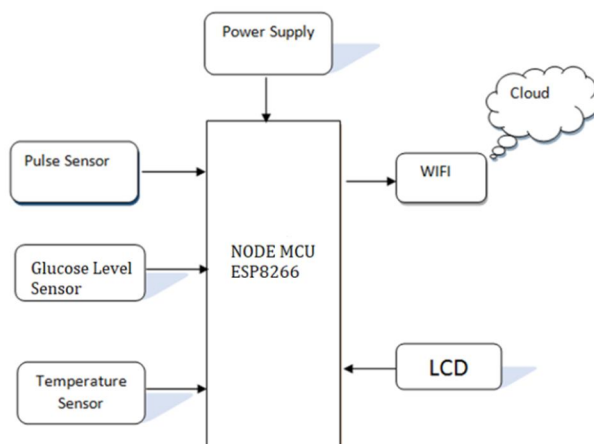 Power Supply
Cloud
Pulse Sensor
WIFI
NODE MCU
ESP8266
Glucose Level
Sensor
LCD
Temperature
Sensor